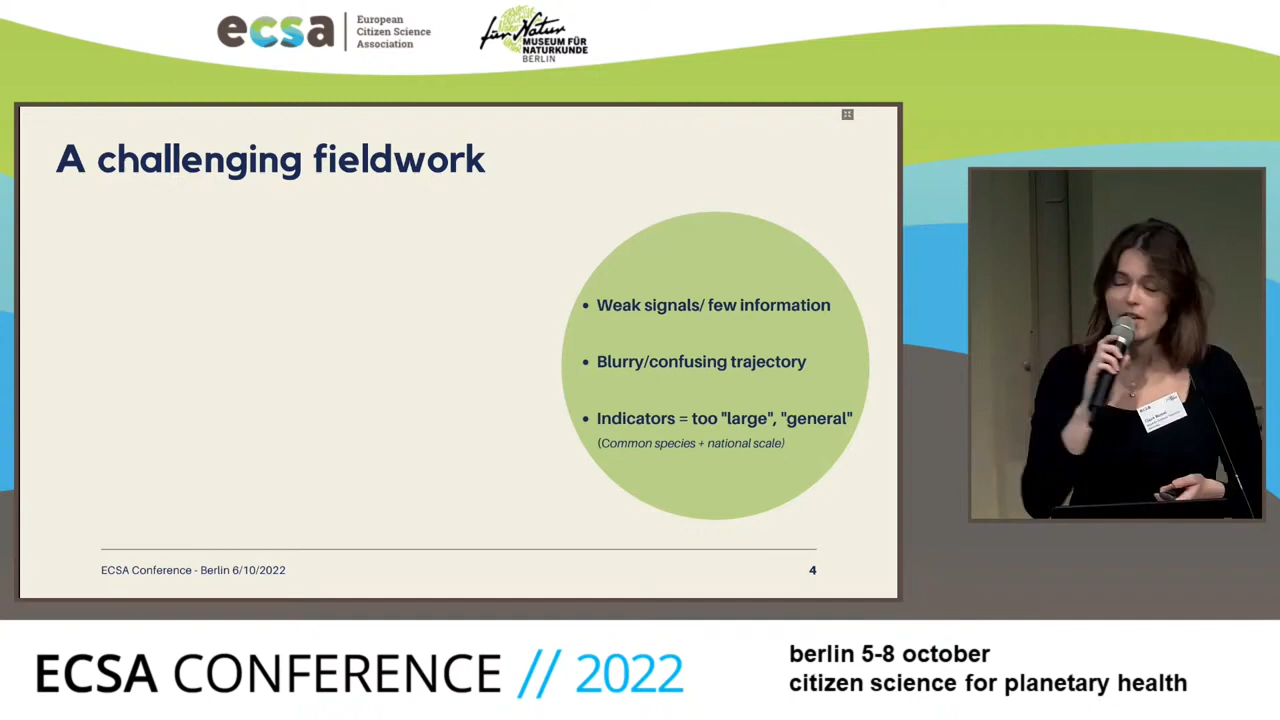 ecsa
European
Citizen Science
Association
für Natur
MUSEUM FÜR
NATURKUNDE
BERLIN
A challenging fieldwork
• Weak signals/ few information
• Blurry/confusing trajectory
• Indicators = too "large", "general"
(Common species + national scale)
ECSA Conference - Berlin 6/10/2022
4
ECSA CONFERENCE // 2022
berlin 5-8 october
citizen science for planetary health